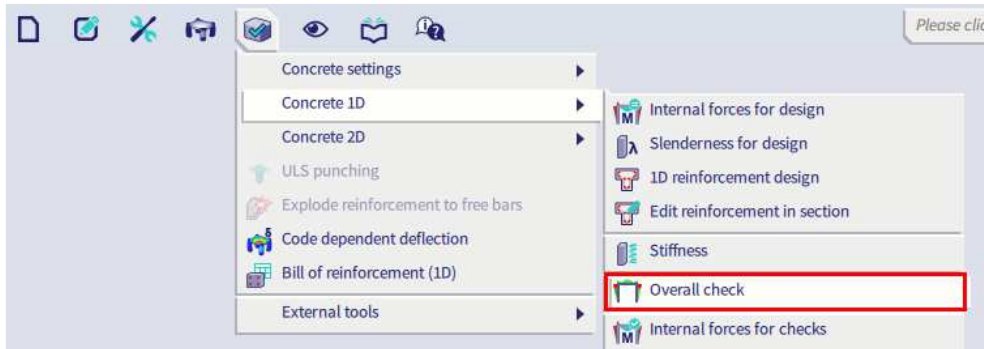 Please clic
Concrete settings
Concrete 1D
Concrete 2D
ULS punching
Explode reinforcement to free bars
Code dependent deflection
Bill of reinforcement (1D)
External tools
Internal forces for design
Slenderness for design
1D reinforcement design
Edit reinforcement in section
Stiffness
Overall check
Internal forces for checks